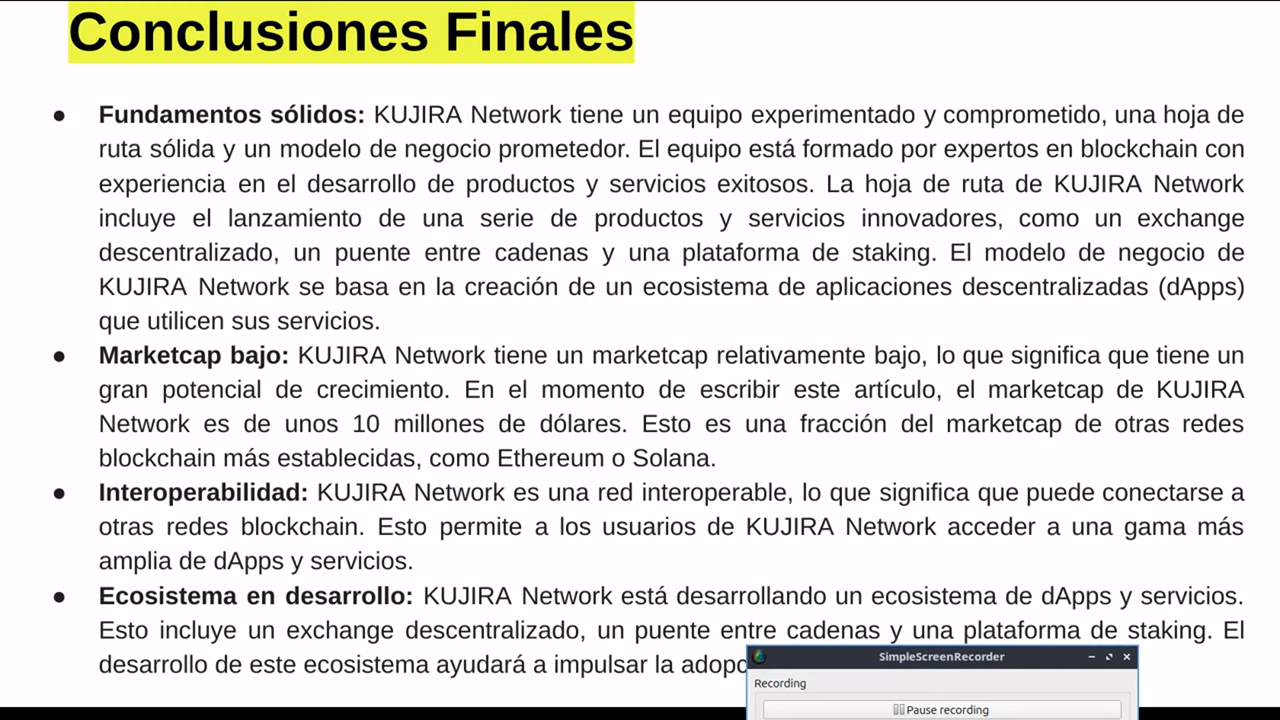 Conclusiones Finales
● Fundamentos sólidos: KUJIRA Network tiene un equipo experimentado y comprometido, una hoja de
ruta sólida y un modelo de negocio prometedor. El equipo está formado por expertos en blockchain con
experiencia en el desarrollo de productos y servicios exitosos. La hoja de ruta de KUJIRA Network
incluye el lanzamiento de una serie de productos y servicios innovadores, como un exchange
descentralizado, un puente entre cadenas y una plataforma de staking. El modelo de negocio de
KUJIRA Network se basa en la creación de un ecosistema de aplicaciones descentralizadas (dApps)
que utilicen sus servicios.
● Marketcap bajo: KUJIRA Network tiene un marketcap relativamente bajo, lo que significa que tiene un
gran potencial de crecimiento. En el momento de escribir este artículo, el marketcap de KUJIRA
Network es de unos 10 millones de dólares. Esto es una fracción del marketcap de otras redes
blockchain más establecidas, como Ethereum o Solana.
● Interoperabilidad: KUJIRA Network es una red interoperable, lo que significa que puede conectarse a
otras redes blockchain. Esto permite a los usuarios de KUJIRA Network acceder a una gama más
amplia de dApps y servicios.
● Ecosistema en desarrollo: KUJIRA Network está desarrollando un ecosistema de dApps y servicios.
Esto incluye un exchange descentralizado, un puente entre cadenas y una plataforma de staking. El
desarrollo de este ecosistema ayudará a impulsar la
SimpleScreenRecorder
Recording
Pause recording